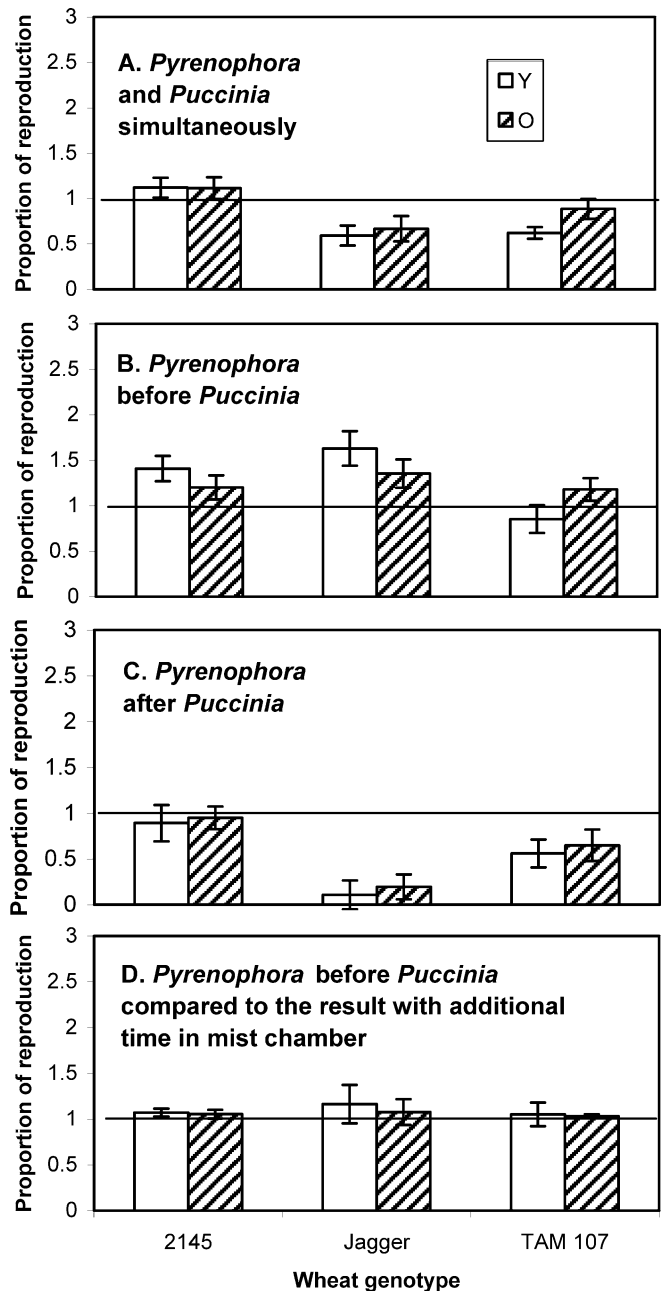 Proportion of reproduction
3
2.5
2
1.5
1
0.5
0
A. Pyrenophora
and Puccinia
simultaneously
Y
O
Proportion of reproduction
3
2.5
2
1.5
1
0.5
0
B. Pyrenophora
before Puccinia
Proportion of reproduction
3
2.5
2
1.5
1
0.5
0
C. Pyrenophora
after Puccinia
Proportion of reproduction
3
2.5
2
1.5
1
0.5
0
D. Pyrenophora before Puccinia
compared to the result with additional
time in mist chamber
2145 Jagger TAM 107
Wheat genotype